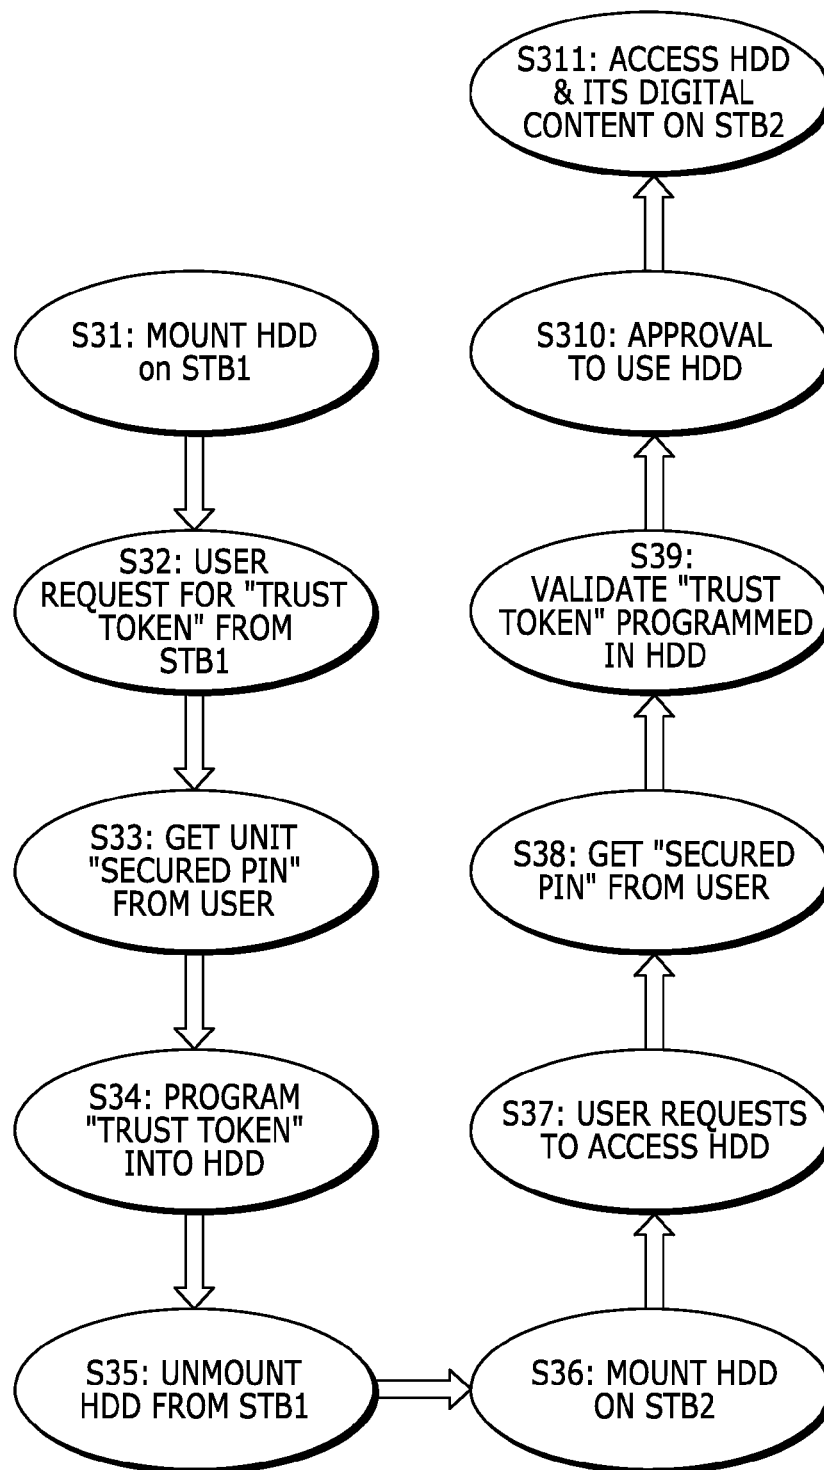 S31: MOUNT HDD
on STB1
S32: USER
REQUEST FOR "TRUST
TOKEN" FROM
STB1
S33: GET UNIT
"SECURED PIN"
FROM USER
S34: PROGRAM
"TRUST TOKEN"
INTO HDD
S35: UNMOUNT
HDD FROM STB1
S36: MOUNT HDD
ON STB2
S37: USER REQUESTS
TO ACCESS HDD
S38: GET "SECURED
PIN" FROM USER
S39:
VALIDATE "TRUST
TOKEN" PROGRAMMED
IN HDD
S310: APPROVAL
TO USE HDD
S311: ACCESS HDD
& ITS DIGITAL
CONTENT ON STB2